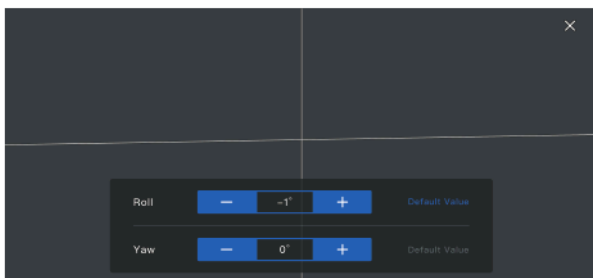 Roll − -1° + Default Value
Yaw − 0° + Default Value